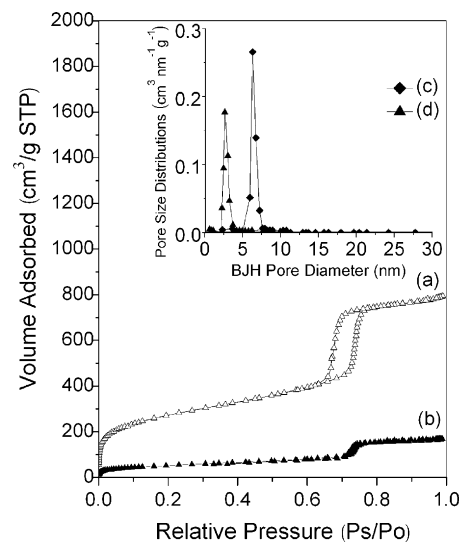 2000
1800
1600
1400
1200
1000
800
600
400
200
0
Volume Adsorbed (cm³/g STP)
0.0 0.2 0.4 0.6 0.8 1.0
Relative Pressure (Ps/Po)
(a)
(b)
Pore Size Distributions (cm³ nm⁻¹ g⁻¹)
0.3
0.2
0.1
0.0
0 5 10 15 20 25 30
BJH Pore Diameter (nm)
(c)
(d)